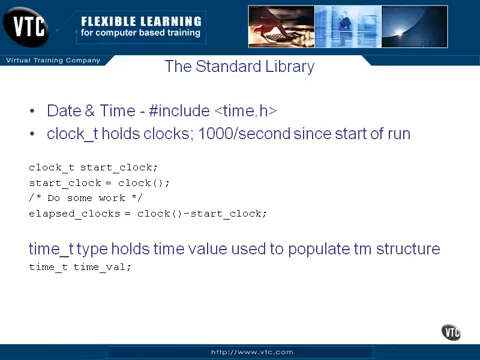 VTC
FLEXIBLE LEARNING
for computer based training
Virtual Training Company
The Standard Library
• Date & Time - #include <time.h>
• clock_t holds clocks; 1000/second since start of run
clock_t start_clock;
start_clock = clock();
/* Do some work */
elapsed_clocks = clock()-start_clock;
time_t type holds time value used to populate tm structure
time_t time_val;
VTC
http://www.vtc.com